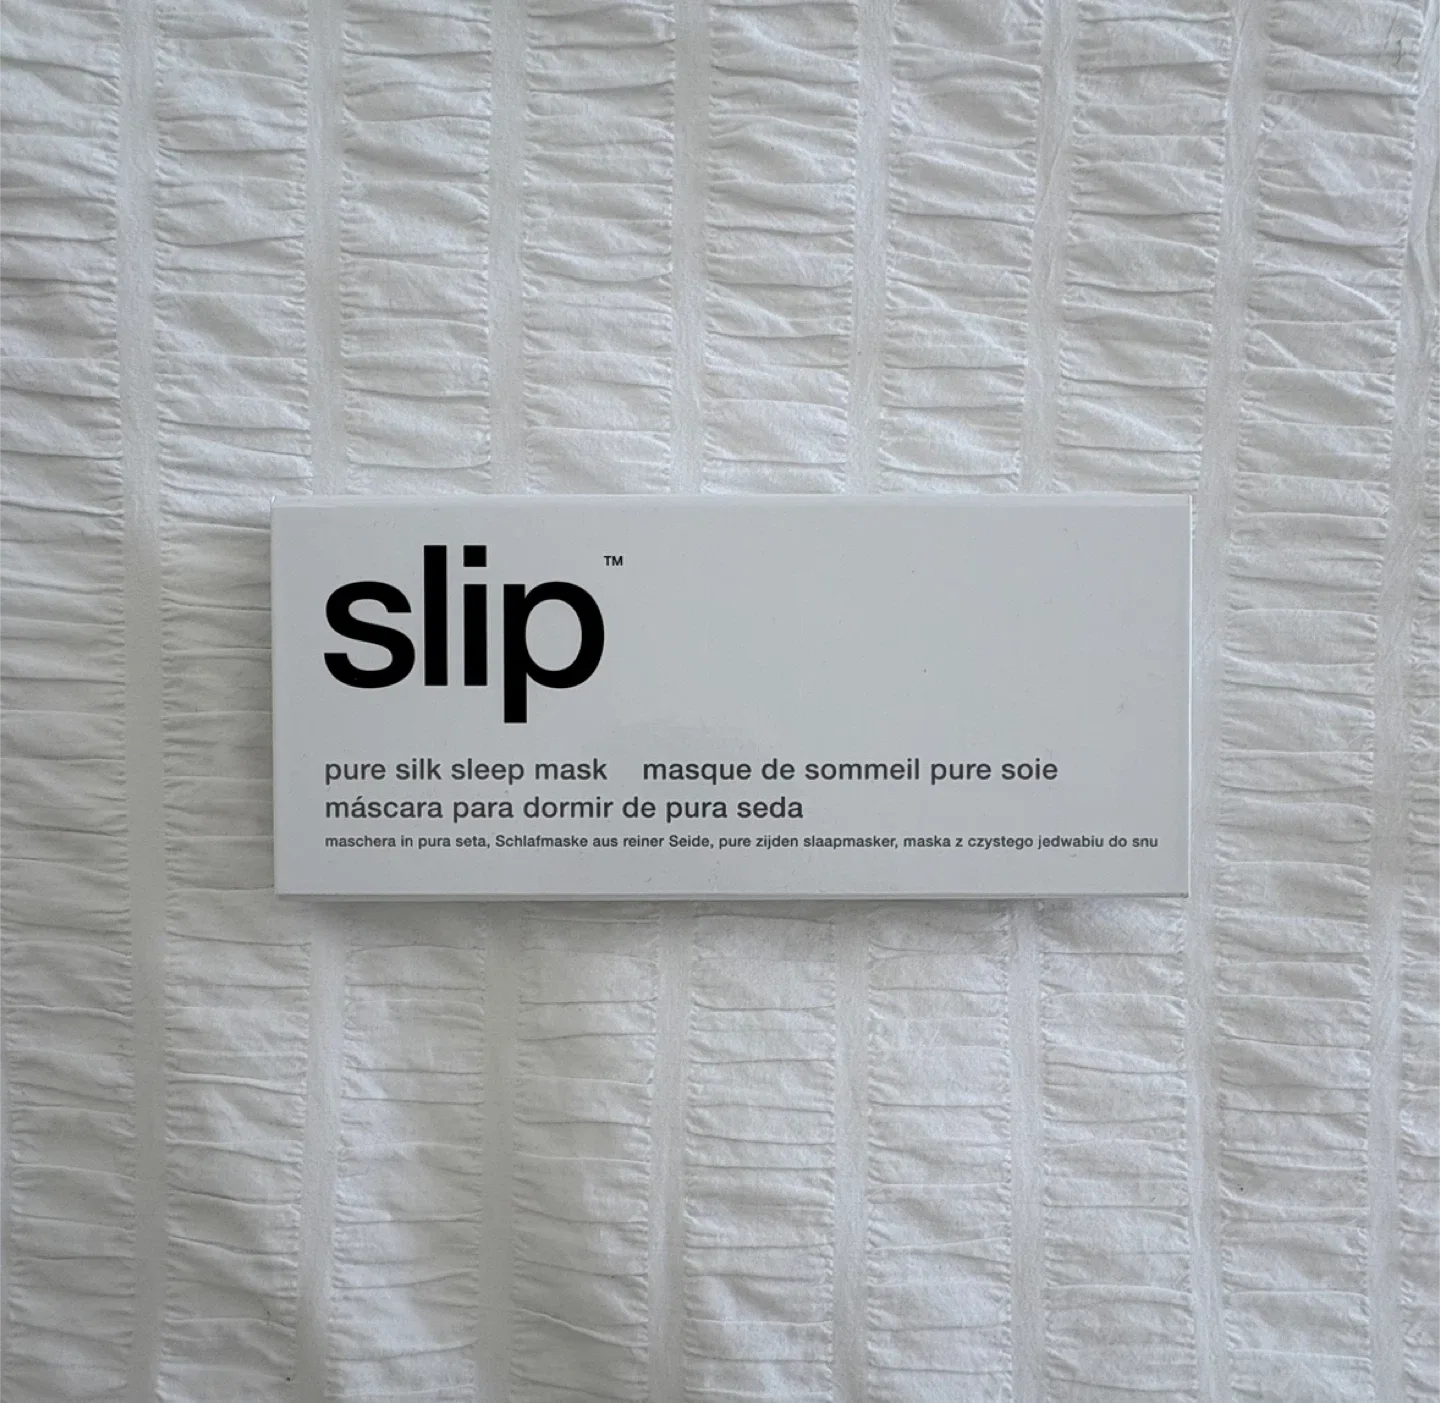 slip™
pure silk sleep mask masque de sommeil pure soie
máscara para dormir de pura seda
maschera in pura seta, Schlafmaske aus reiner Seide, pure zijden slaapmasker, maska z czystego jedwabiu do snu